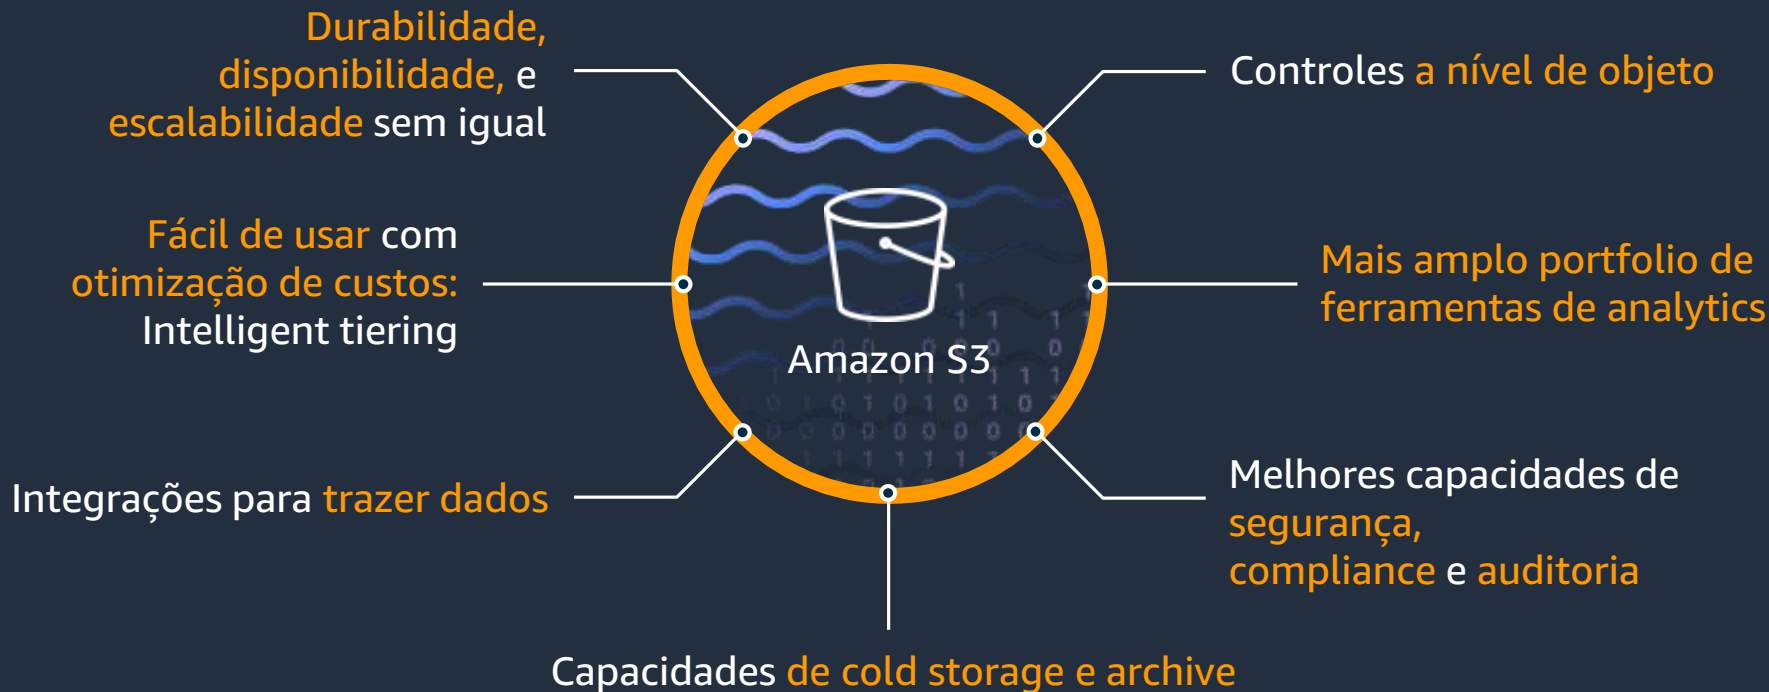 Durabilidade,
disponibilidade, e
escalabilidade sem igual
Fácil de usar com
otimização de custos:
Intelligent tiering
Integrações para trazer dados
Amazon S3
Controles a nível de objeto
Mais amplo portfolio de
ferramentas de analytics
Melhores capacidades de
segurança,
compliance e auditoria
Capacidades de cold storage e archive